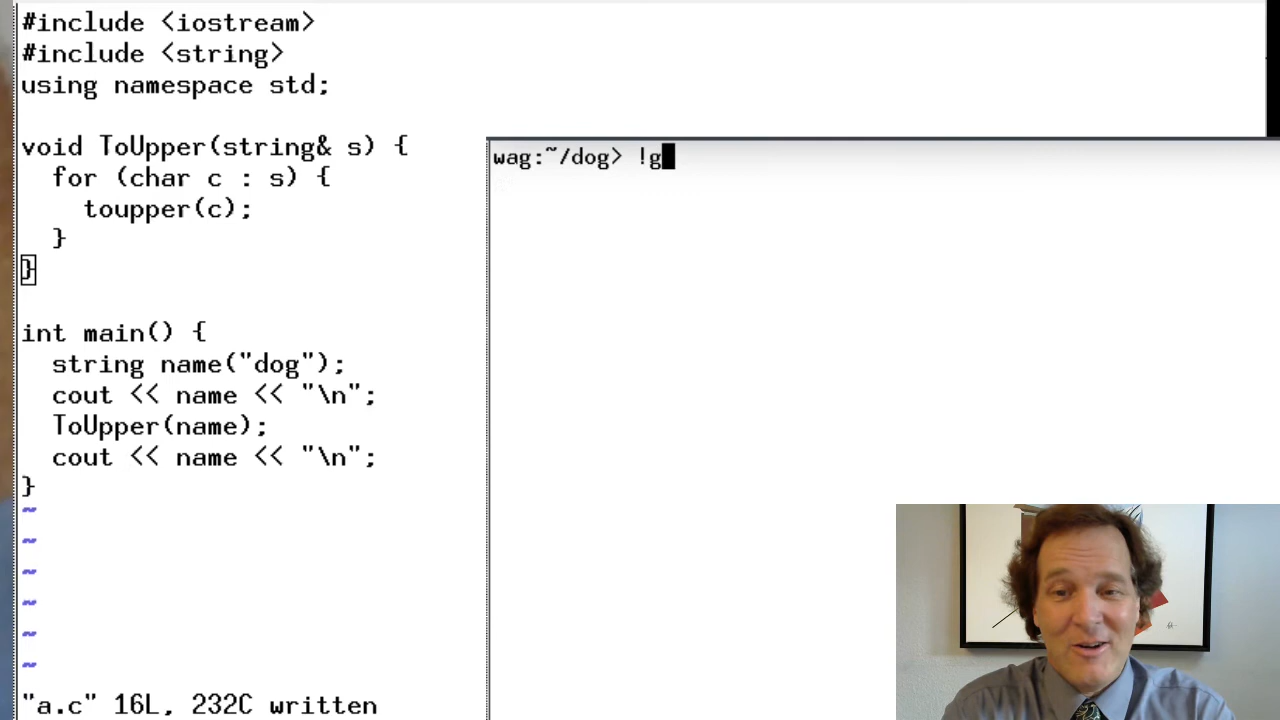 #include <iostream>
#include <string>
using namespace std;
void ToUpper(string& s) {
for (char c : s) {
toupper(c);
}
}
int main() {
string name("dog");
cout << name << "\n";
ToUpper(name);
cout << name << "\n";
}
~
~
~
~
~
~
"a.c" 16L, 232C written
wag:~/dog> !g